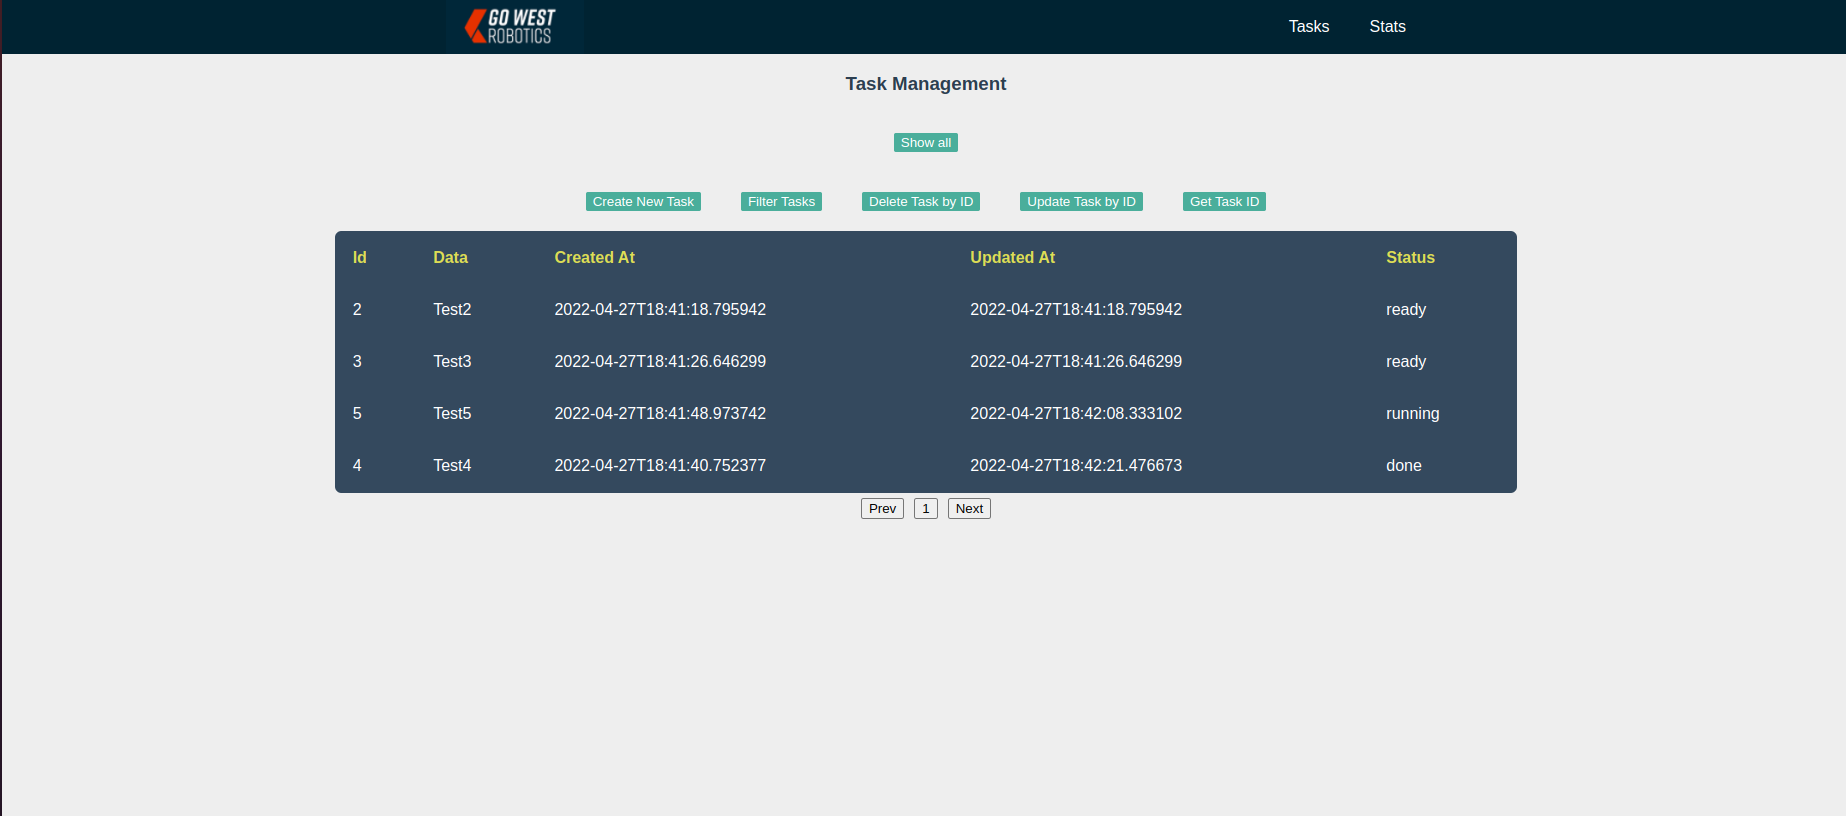 GO WEST
ROBOTICS
Tasks Stats
Task Management
Show all
Create New Task Filter Tasks Delete Task by ID Update Task by ID Get Task ID
Id Data Created At Updated At Status
2 Test2 2022-04-27T18:41:18.795942 2022-04-27T18:41:18.795942 ready
3 Test3 2022-04-27T18:41:26.646299 2022-04-27T18:41:26.646299 ready
5 Test5 2022-04-27T18:41:48.973742 2022-04-27T18:42:08.333102 running
4 Test4 2022-04-27T18:41:40.752377 2022-04-27T18:42:21.476673 done
Prev 1 Next